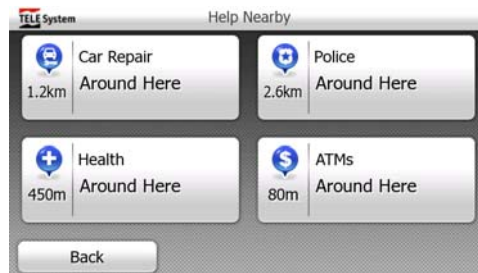 TELE System
Help Nearby
Car Repair
1.2km
Around Here
Police
2.6km
Around Here
Health
450m
Around Here
$
ATMs
80m
Around Here
Back